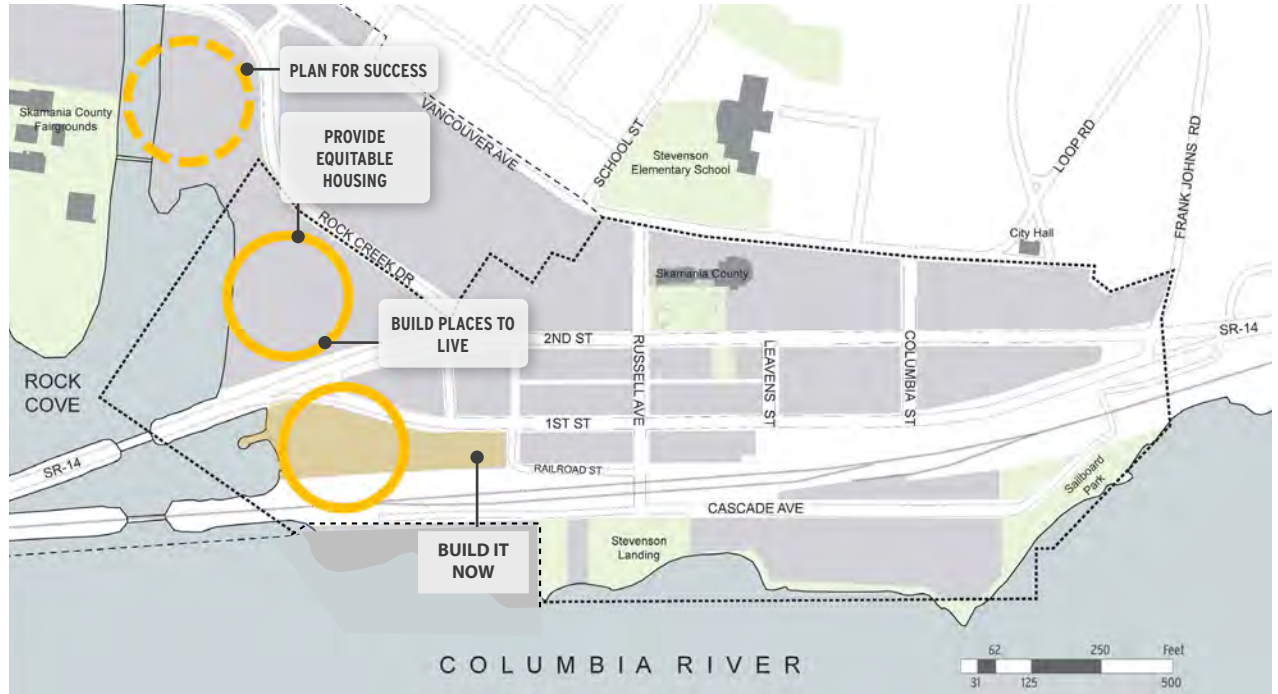 PLAN FOR SUCCESS
Skamania County
Fairgrounds
VANCOUVER AVE
PROVIDE
EQUITABLE
HOUSING
SCHOOL ST
Stevenson
Elementary School
LOOP RD
FRANK JOHNS RD
ROCK CREEK DR
City Hall
Skamania County
BUILD PLACES TO
LIVE
2ND ST
SR-14
RUSSELL AVE
LEAVENS ST
COLUMBIA ST
ROCK
COVE
1ST ST
SR-14
RAILROAD ST
Sailboard
Park
CASCADE AVE
BUILD IT
NOW
Stevenson
Landing
COLUMBIA RIVER
62 250 Feet
31 125 500